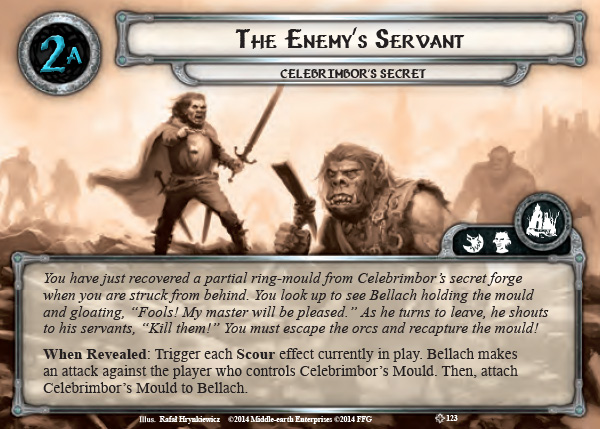 2A
THE ENEMY'S SERVANT
CELEBRIMBOR'S SECRET
You have just recovered a partial ring-mould from Celebrimbor's secret forge
when you are struck from behind. You look up to see Bellach holding the mould
and gloating, “Fools! My master will be pleased.” As he turns to leave, he shouts
to his servants, “Kill them!” You must escape the orcs and recapture the mould!
When Revealed: Trigger each Scour effect currently in play. Bellach makes
an attack against the player who controls Celebrimbor's Mould. Then, attach
Celebrimbor's Mould to Bellach.
Illus. Rafał Hrynkiewicz ©2014 Middle-earth Enterprises ©2014 FFG 123